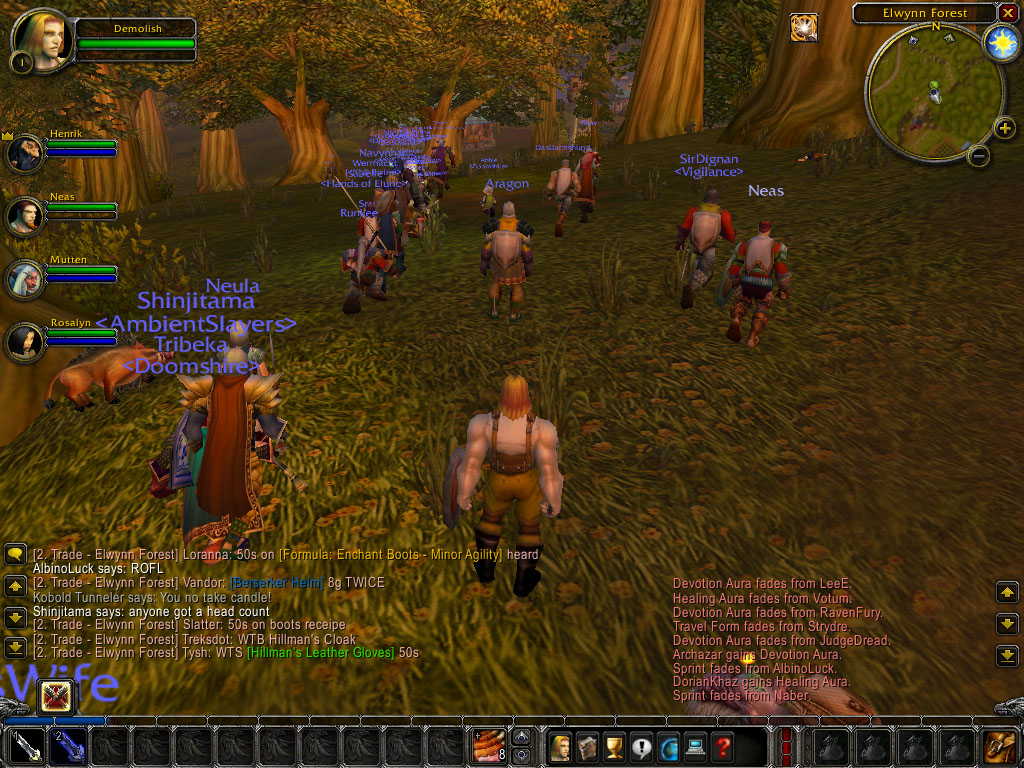 Demolish
1
Elwynn Forest
N
Henrik
Neas
Mutten
Rosalyn
Navynn
<Hands of Elune>
Aragon
DasDachshung
SirDignan
<Vigilance>
Neas
Neula
Shinjitama
<AmbientSlayers>
Tribeka
<Doomshire>
[2. Trade - Elwynn Forest] Loranna: 50s on [Formula: Enchant Boots - Minor Agility] heard
AlbinoLuck says: ROFL
[2. Trade - Elwynn Forest] Vandor: [Berserker Helm] 8g TWICE
Kobold Tunneler says: You no take candle!
Shinjitama says: anyone got a head count
[2. Trade - Elwynn Forest] Slatter: 50s on boots receipe
[2. Trade - Elwynn Forest] Treksdot: WTB Hillman's Cloak
[2. Trade - Elwynn Forest] Tysh: WTS [Hillman's Leather Gloves] 50s
Devotion Aura fades from LeeE.
Healing Aura fades from Votum.
Devotion Aura fades from RavenFury.
Travel Form fades from Strydre.
Devotion Aura fades from JudgeDread.
Archazar gains Devotion Aura.
Sprint fades from AlbinoLuck.
DorianKhaz gains Healing Aura.
Sprint fades from Naber.
Wife
1
2
8